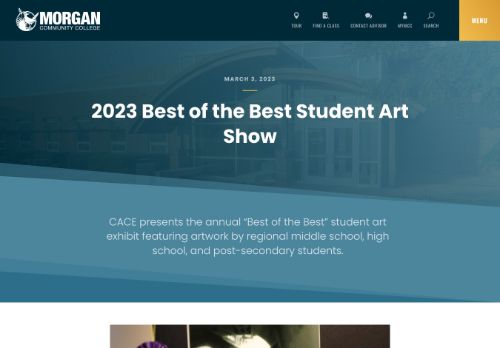 MORGAN
COMMUNITY COLLEGE
TOUR
FIND A CLASS
CONTACT ADVISOR
MYMCC
SEARCH
MENU
MARCH 3, 2023
2023 Best of the Best Student Art
Show
CACE presents the annual “Best of the Best” student art
exhibit featuring artwork by regional middle school, high
school, and post-secondary students.